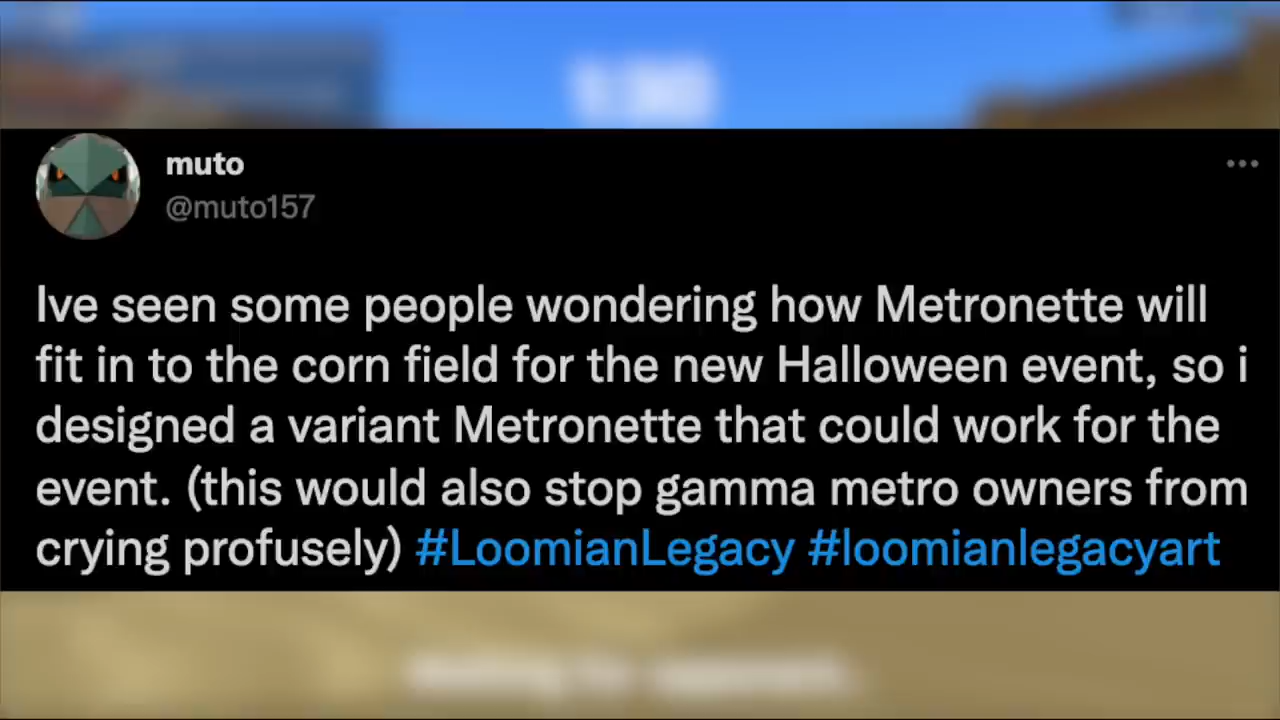 muto
@muto157
Ive seen some people wondering how Metronette will
fit in to the corn field for the new Halloween event, so i
designed a variant Metronette that could work for the
event. (this would also stop gamma metro owners from
crying profusely) #LoomianLegacy #loomianlegacyart